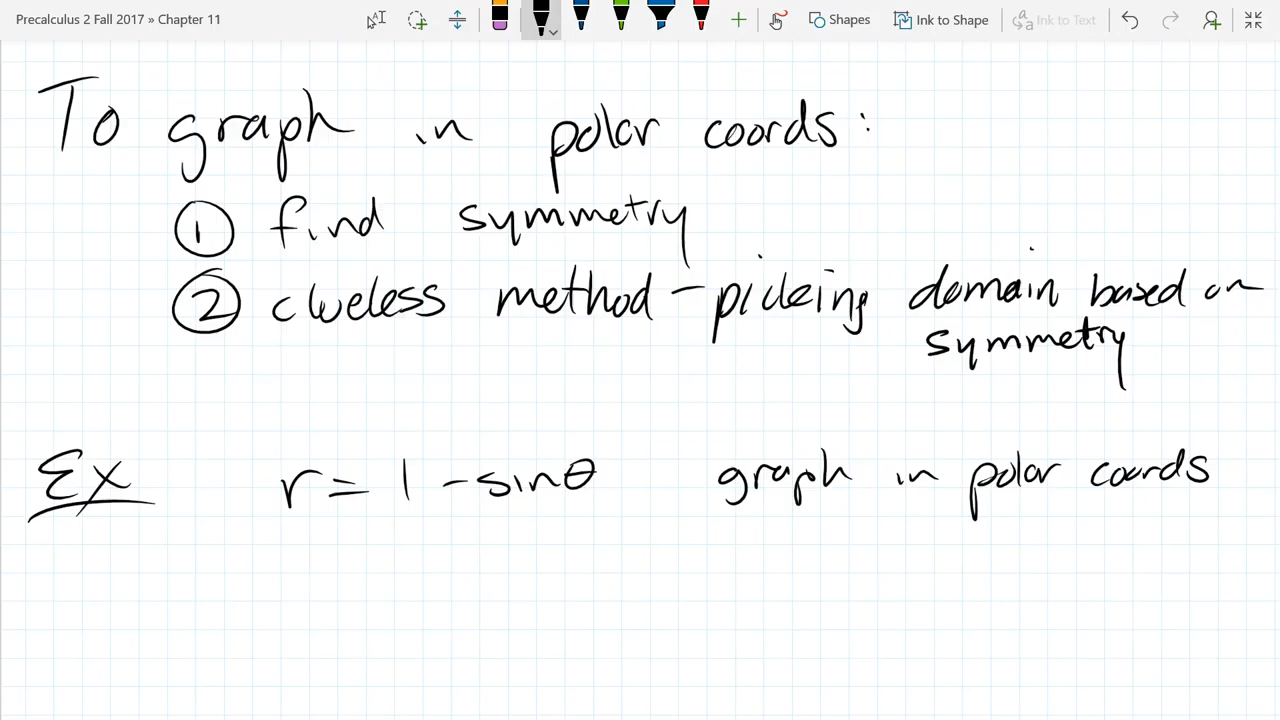 Precalculus 2 Fall 2017 » Chapter 11
Shapes
Ink to Shape
Ink to Text
To graph in polar coords:
① find symmetry
② clueless method - picking domain based on
symmetry
Ex r = 1 - sinθ graph in polar coords